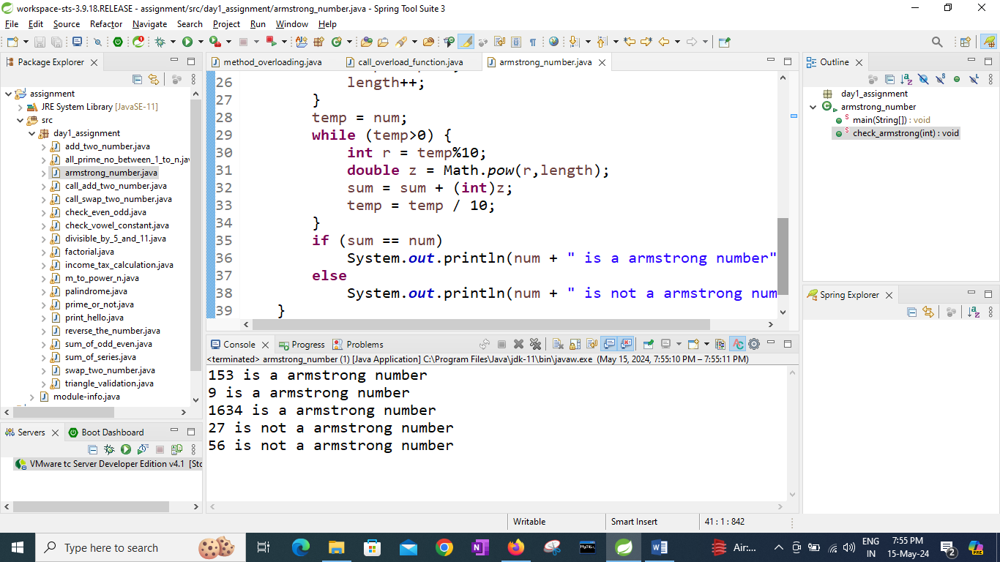 workspace-sts-3.9.18.RELEASE - assignment/src/day1_assignment/armstrong_number.java - Spring Tool Suite 3
File Edit Source Refactor Navigate Search Project Run Window Help
Package Explorer
assignment
JRE System Library [JavaSE-11]
src
day1_assignment
add_two_number.java
all_prime_no_between_1_to_n.jav
armstrong_number.java
call_add_two_number.java
call_swap_two_number.java
check_even_odd.java
check_vowel_constant.java
divisible_by_5_and_11.java
factorial.java
income_tax_calculation.java
m_to_power_n.java
palindrome.java
prime_or_not.java
print_hello.java
reverse_the_number.java
sum_of_odd_even.java
sum_of_series.java
swap_two_number.java
triangle_validation.java
module-info.java
Servers Boot Dashboard
VMware tc Server Developer Edition v4.1 [Sto
method_overloading.java call_overload_function.java armstrong_number.java
26 length++;
27 }
28 temp = num;
29 while (temp>0) {
30 int r = temp%10;
31 double z = Math.pow(r,length);
32 sum = sum + (int)z;
33 temp = temp / 10;
34 }
35 if (sum == num)
36 System.out.println(num + " is a armstrong number"
37 else
38 System.out.println(num + " is not a armstrong num
39 }
Console Progress Problems
<terminated> armstrong_number (1) [Java Application] C:\Program Files\Java\jdk-11\bin\javaw.exe (May 15, 2024, 7:55:10 PM – 7:55:11 PM)
153 is a armstrong number
9 is a armstrong number
1634 is a armstrong number
27 is not a armstrong number
56 is not a armstrong number
Outline
day1_assignment
armstrong_number
main(String[]) : void
check_armstrong(int) : void
Spring Explorer
Writable Smart Insert 41 : 1 : 842
Type here to search
Air:...
ENG
IN
7:55 PM
15-May-24
2
PRE